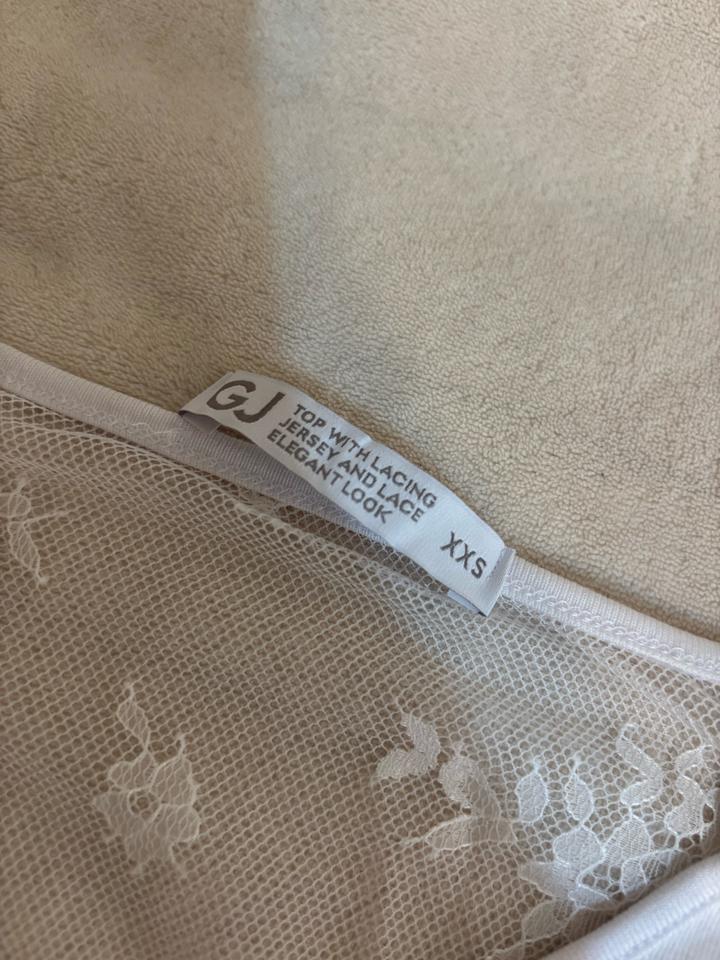 GJ
TOP WITH LACING
JERSEY AND LACE
ELEGANT LOOK
XXS